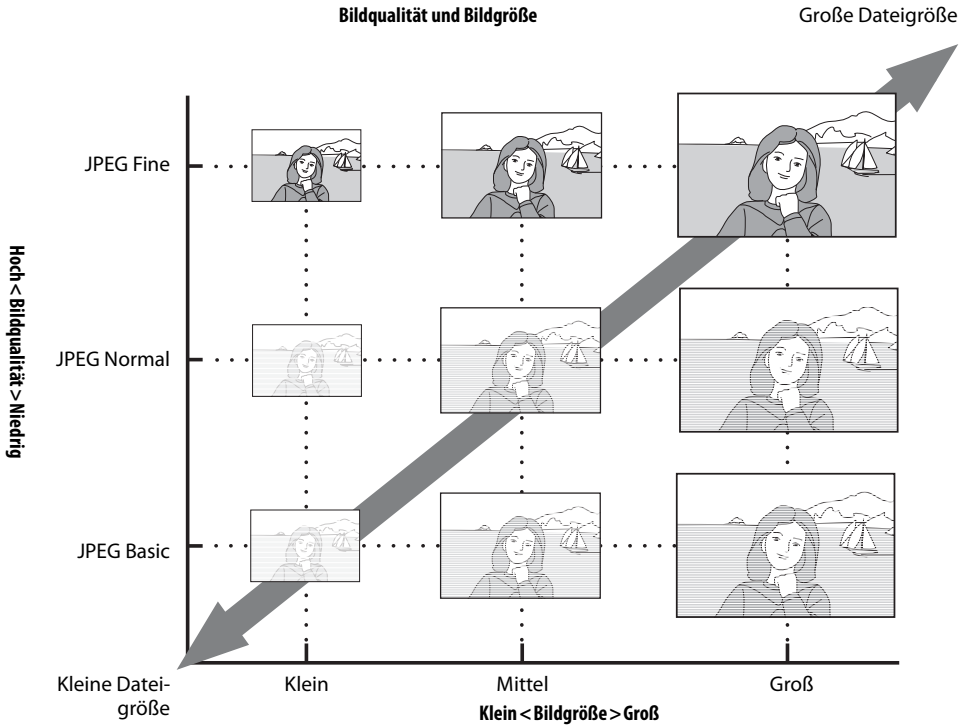 Bildqualität und Bildgröße
Große Dateigröße
JPEG Fine
JPEG Normal
JPEG Basic
Hoch < Bildqualität > Niedrig
Kleine Datei-
größe
Klein
Mittel
Groß
Klein < Bildgröße > Groß